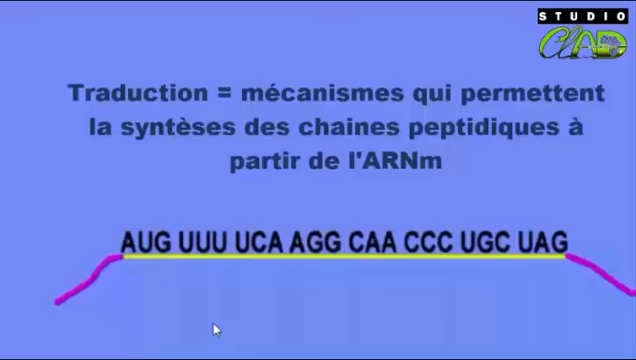 STUDIO
CLAD
Traduction = mécanismes qui permettent
la syntèses des chaines peptidiques à
partir de l'ARNm
AUG UUU UCA AGG CAA CCC UGC UAG